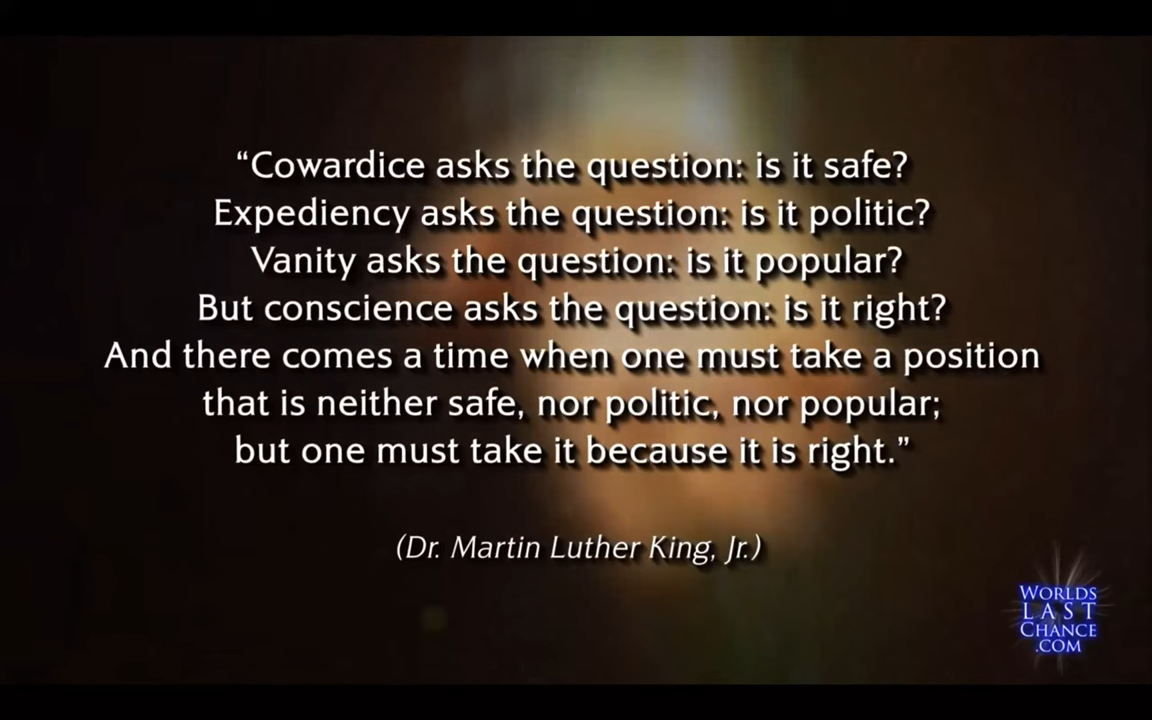 “Cowardice asks the question: is it safe?
Expediency asks the question: is it politic?
Vanity asks the question: is it popular?
But conscience asks the question: is it right?
And there comes a time when one must take a position
that is neither safe, nor politic, nor popular;
but one must take it because it is right.”
(Dr. Martin Luther King, Jr.)
WORLDS
LAST
CHANCE
.COM